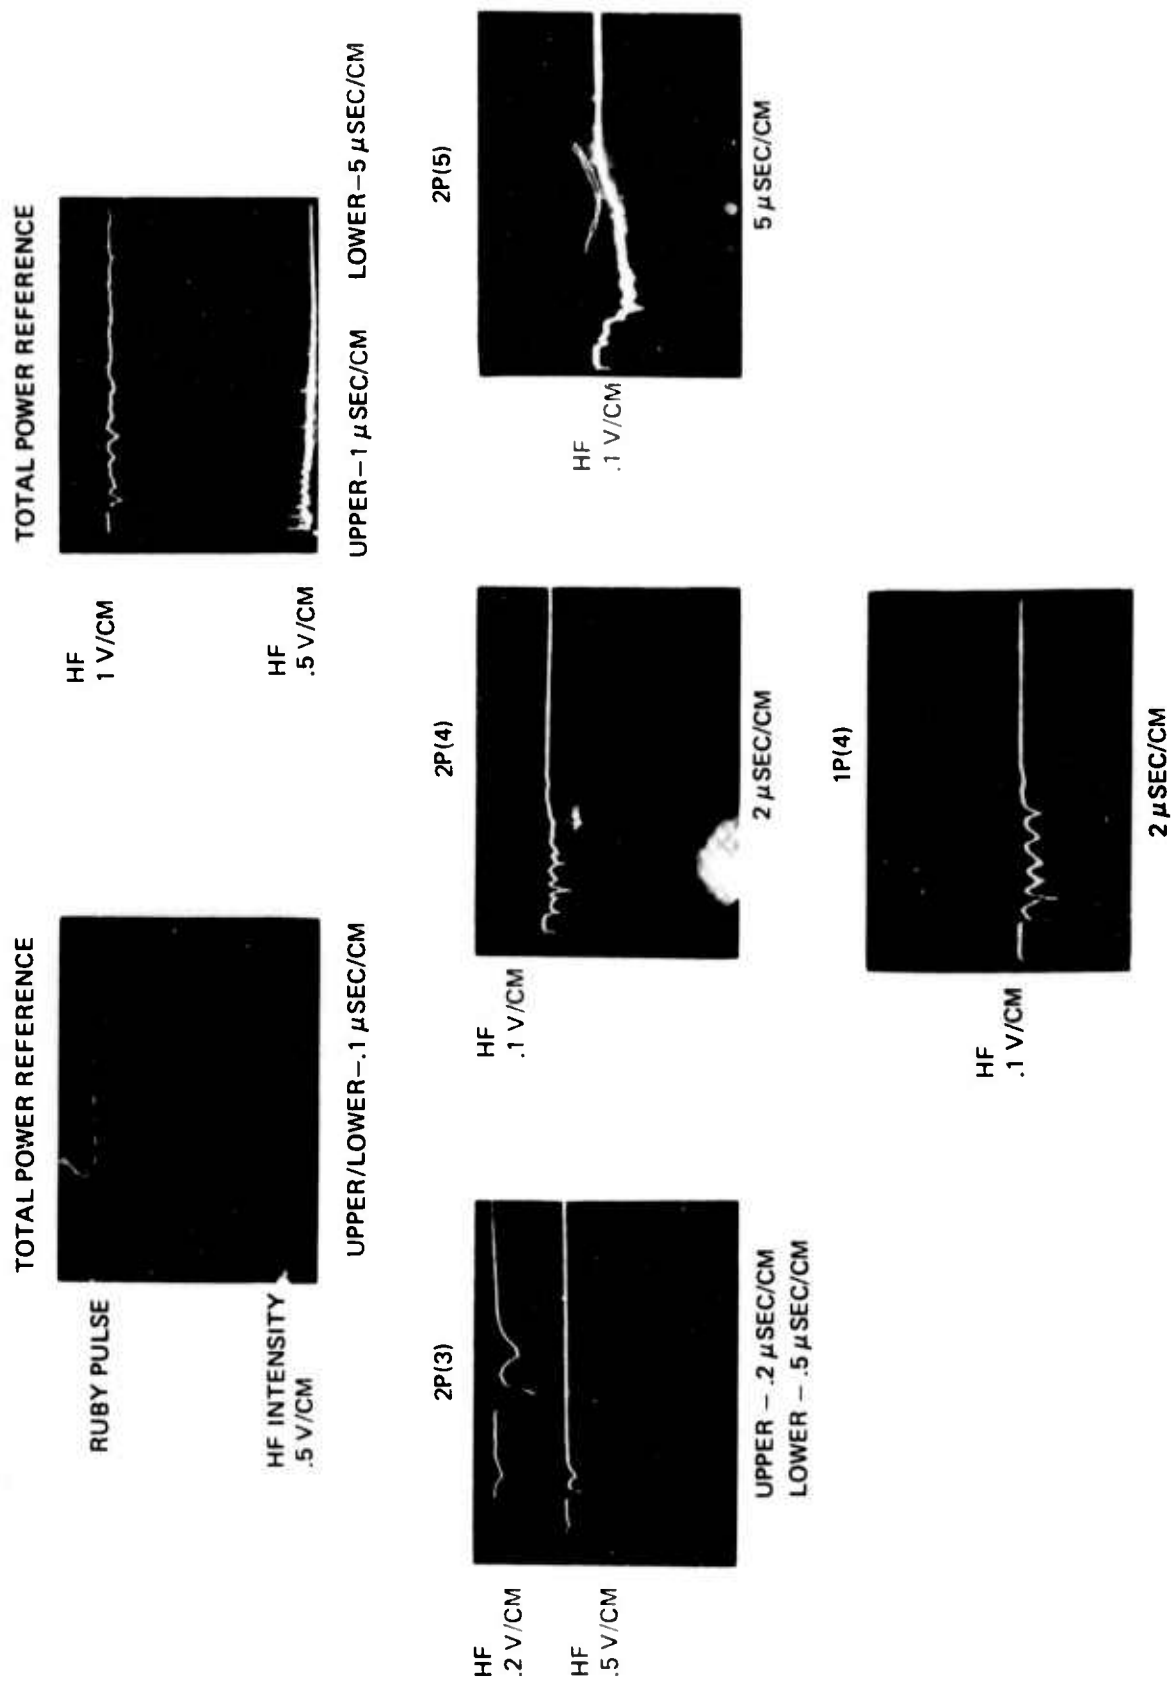 TOTAL POWER REFERENCE
RUBY PULSE
HF INTENSITY
.5 V/CM
UPPER/LOWER–.1 µSEC/CM
TOTAL POWER REFERENCE
HF
1 V/CM
HF
.5 V/CM
UPPER–1 µSEC/CM LOWER–5 µSEC/CM
2P(3)
HF
.2 V/CM
HF
.5 V/CM
UPPER – .2 µSEC/CM
LOWER – .5 µSEC/CM
2P(4)
HF
.1 V/CM
2 µSEC/CM
2P(5)
HF
.1 V/CM
5 µSEC/CM
1P(4)
HF
.1 V/CM
2 µSEC/CM